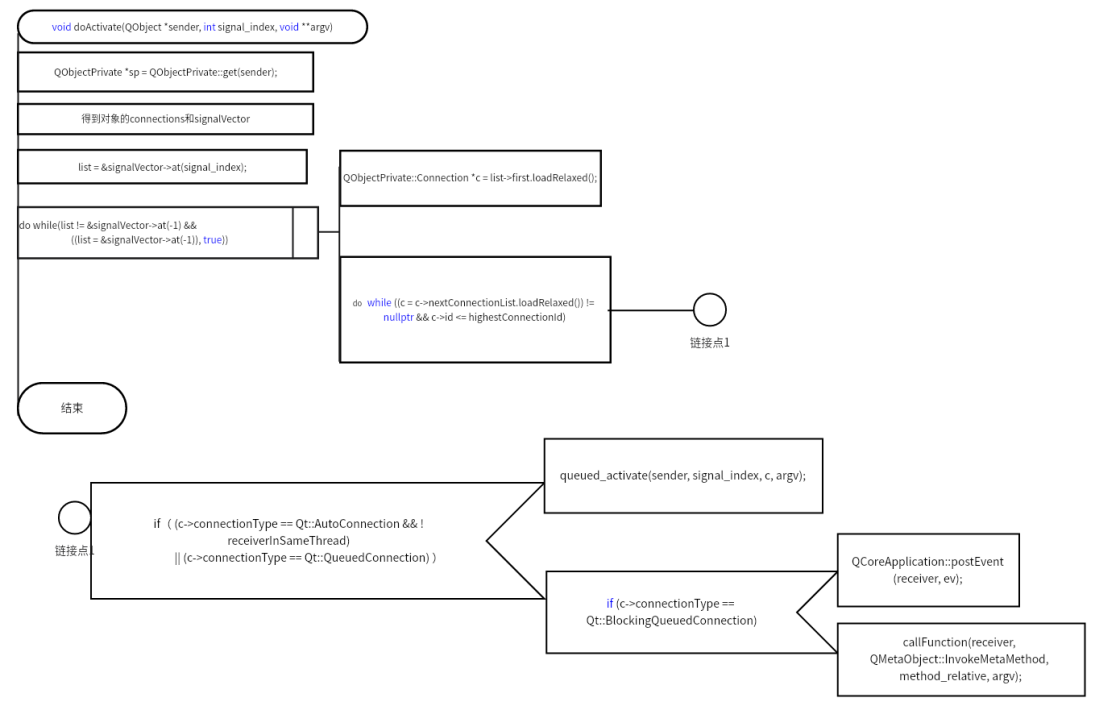 void doActivate(QObject *sender, int signal_index, void **argv)
QObjectPrivate *sp = QObjectPrivate::get(sender);
得到对象的connections和signalVector
list = &signalVector->at(signal_index);
do while(list != &signalVector->at(-1) &&
((list = &signalVector->at(-1)), true))
QObjectPrivate::Connection *c = list->first.loadRelaxed();
do while ((c = c->nextConnectionList.loadRelaxed()) !=
nullptr && c->id <= highestConnectionId)
链接点1
结束
链接点1
if（ (c->connectionType == Qt::AutoConnection && !
receiverInSameThread)
|| (c->connectionType == Qt::QueuedConnection) ）
queued_activate(sender, signal_index, c, argv);
if (c->connectionType ==
Qt::BlockingQueuedConnection)
QCoreApplication::postEvent
(receiver, ev);
callFunction(receiver,
QMetaObject::InvokeMetaMethod,
method_relative, argv);